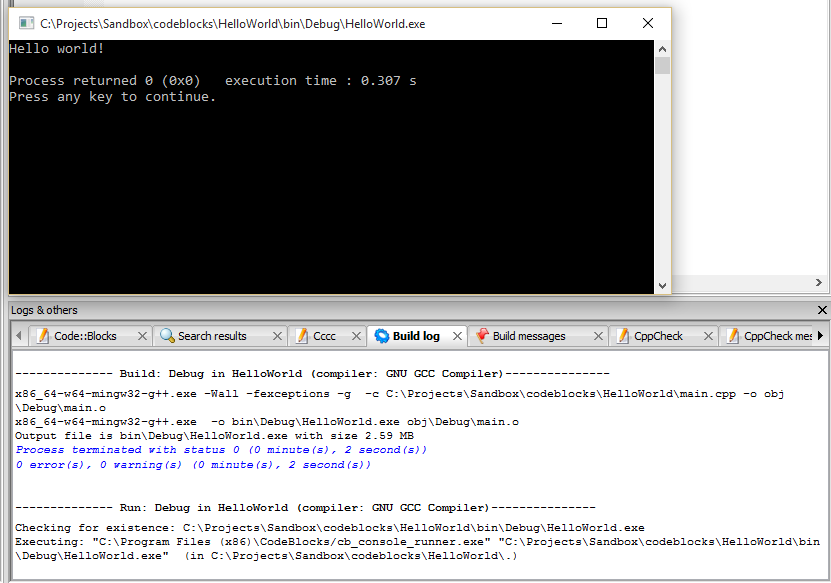 C:\Projects\Sandbox\codeblocks\HelloWorld\bin\Debug\HelloWorld.exe
Hello world!
Process returned 0 (0x0)   execution time : 0.307 s
Press any key to continue.
Logs & others
Code::Blocks
Search results
Cccc
Build log
Build messages
CppCheck
CppCheck mes
-------------- Build: Debug in HelloWorld (compiler: GNU GCC Compiler)---------------
x86_64-w64-mingw32-g++.exe -Wall -fexceptions -g  -c C:\Projects\Sandbox\codeblocks\HelloWorld\main.cpp -o obj
\Debug\main.o
x86_64-w64-mingw32-g++.exe  -o bin\Debug\HelloWorld.exe obj\Debug\main.o
Output file is bin\Debug\HelloWorld.exe with size 2.59 MB
Process terminated with status 0 (0 minute(s), 2 second(s))
0 error(s), 0 warning(s) (0 minute(s), 2 second(s))
-------------- Run: Debug in HelloWorld (compiler: GNU GCC Compiler)---------------
Checking for existence: C:\Projects\Sandbox\codeblocks\HelloWorld\bin\Debug\HelloWorld.exe
Executing: "C:\Program Files (x86)\CodeBlocks/cb_console_runner.exe" "C:\Projects\Sandbox\codeblocks\HelloWorld\bin
\Debug\HelloWorld.exe"  (in C:\Projects\Sandbox\codeblocks\HelloWorld\.)